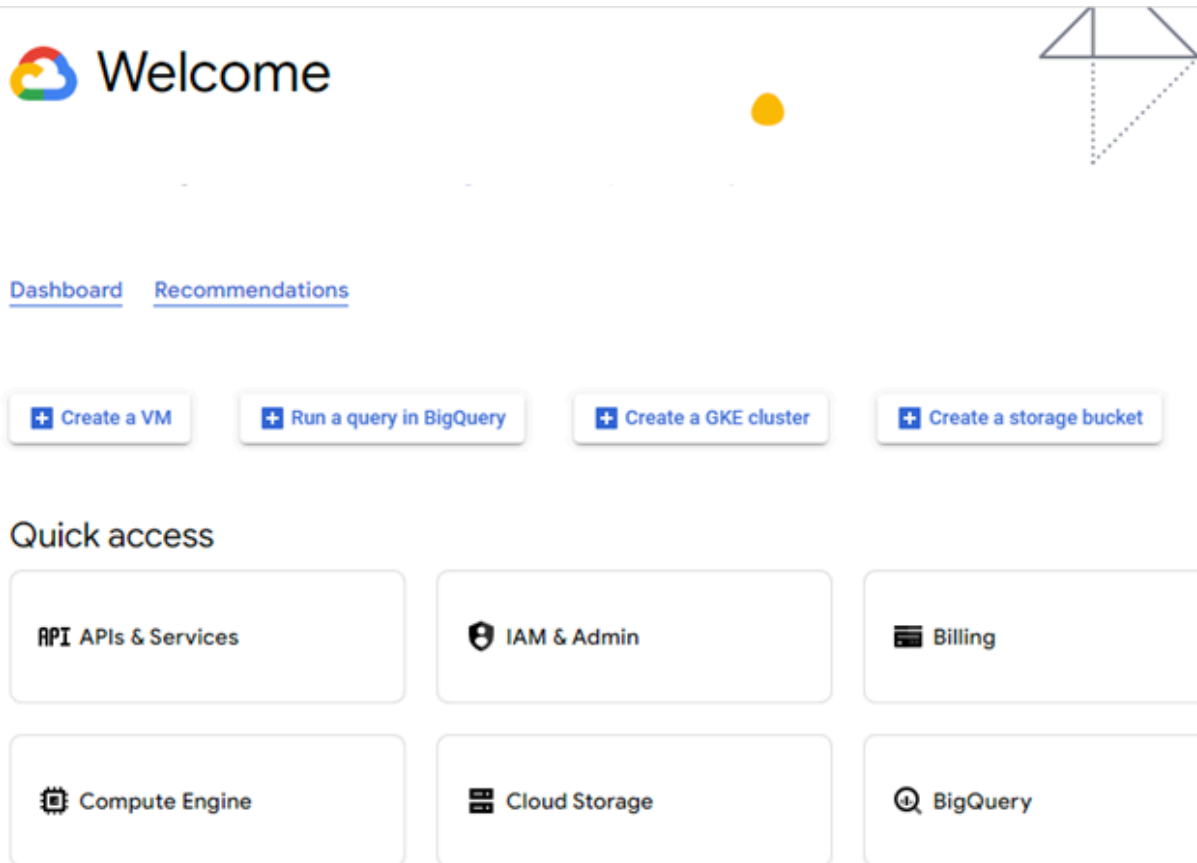 Welcome
Dashboard Recommendations
Create a VM Run a query in BigQuery Create a GKE cluster Create a storage bucket
Quick access
API APIs & Services IAM & Admin Billing
Compute Engine Cloud Storage BigQuery